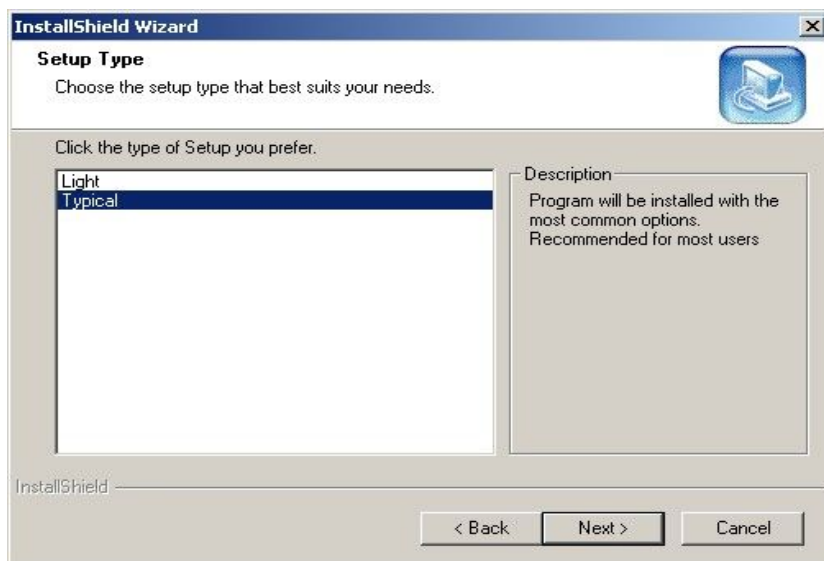 InstallShield Wizard
Setup Type
Choose the setup type that best suits your needs.
Click the type of Setup you prefer.
Light
Typical
Description
Program will be installed with the
most common options.
Recommended for most users
InstallShield
< Back
Next >
Cancel